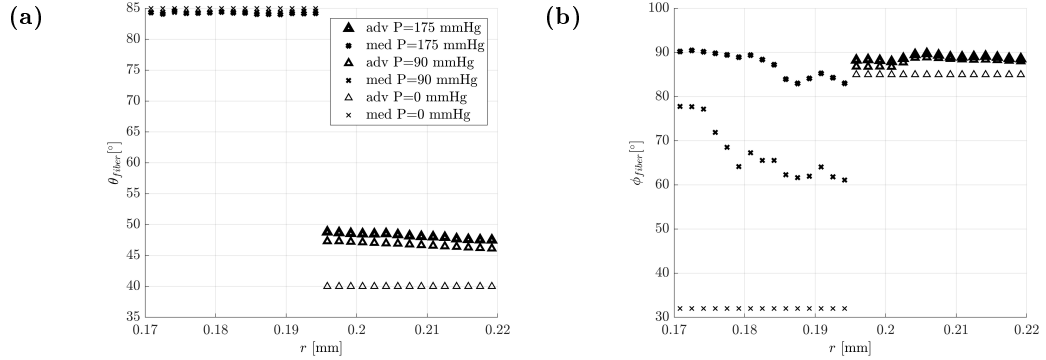 (a)
85
80
75
70
65
60
55
50
45
40
35
θfiber[°]
adv P=175 mmHg
med P=175 mmHg
adv P=90 mmHg
med P=90 mmHg
adv P=0 mmHg
med P=0 mmHg
0.17 0.18 0.19 0.2 0.21 0.22
r [mm]
(b)
100
90
80
70
60
50
40
30
ϕfiber[°]
0.17 0.18 0.19 0.2 0.21 0.22
r [mm]